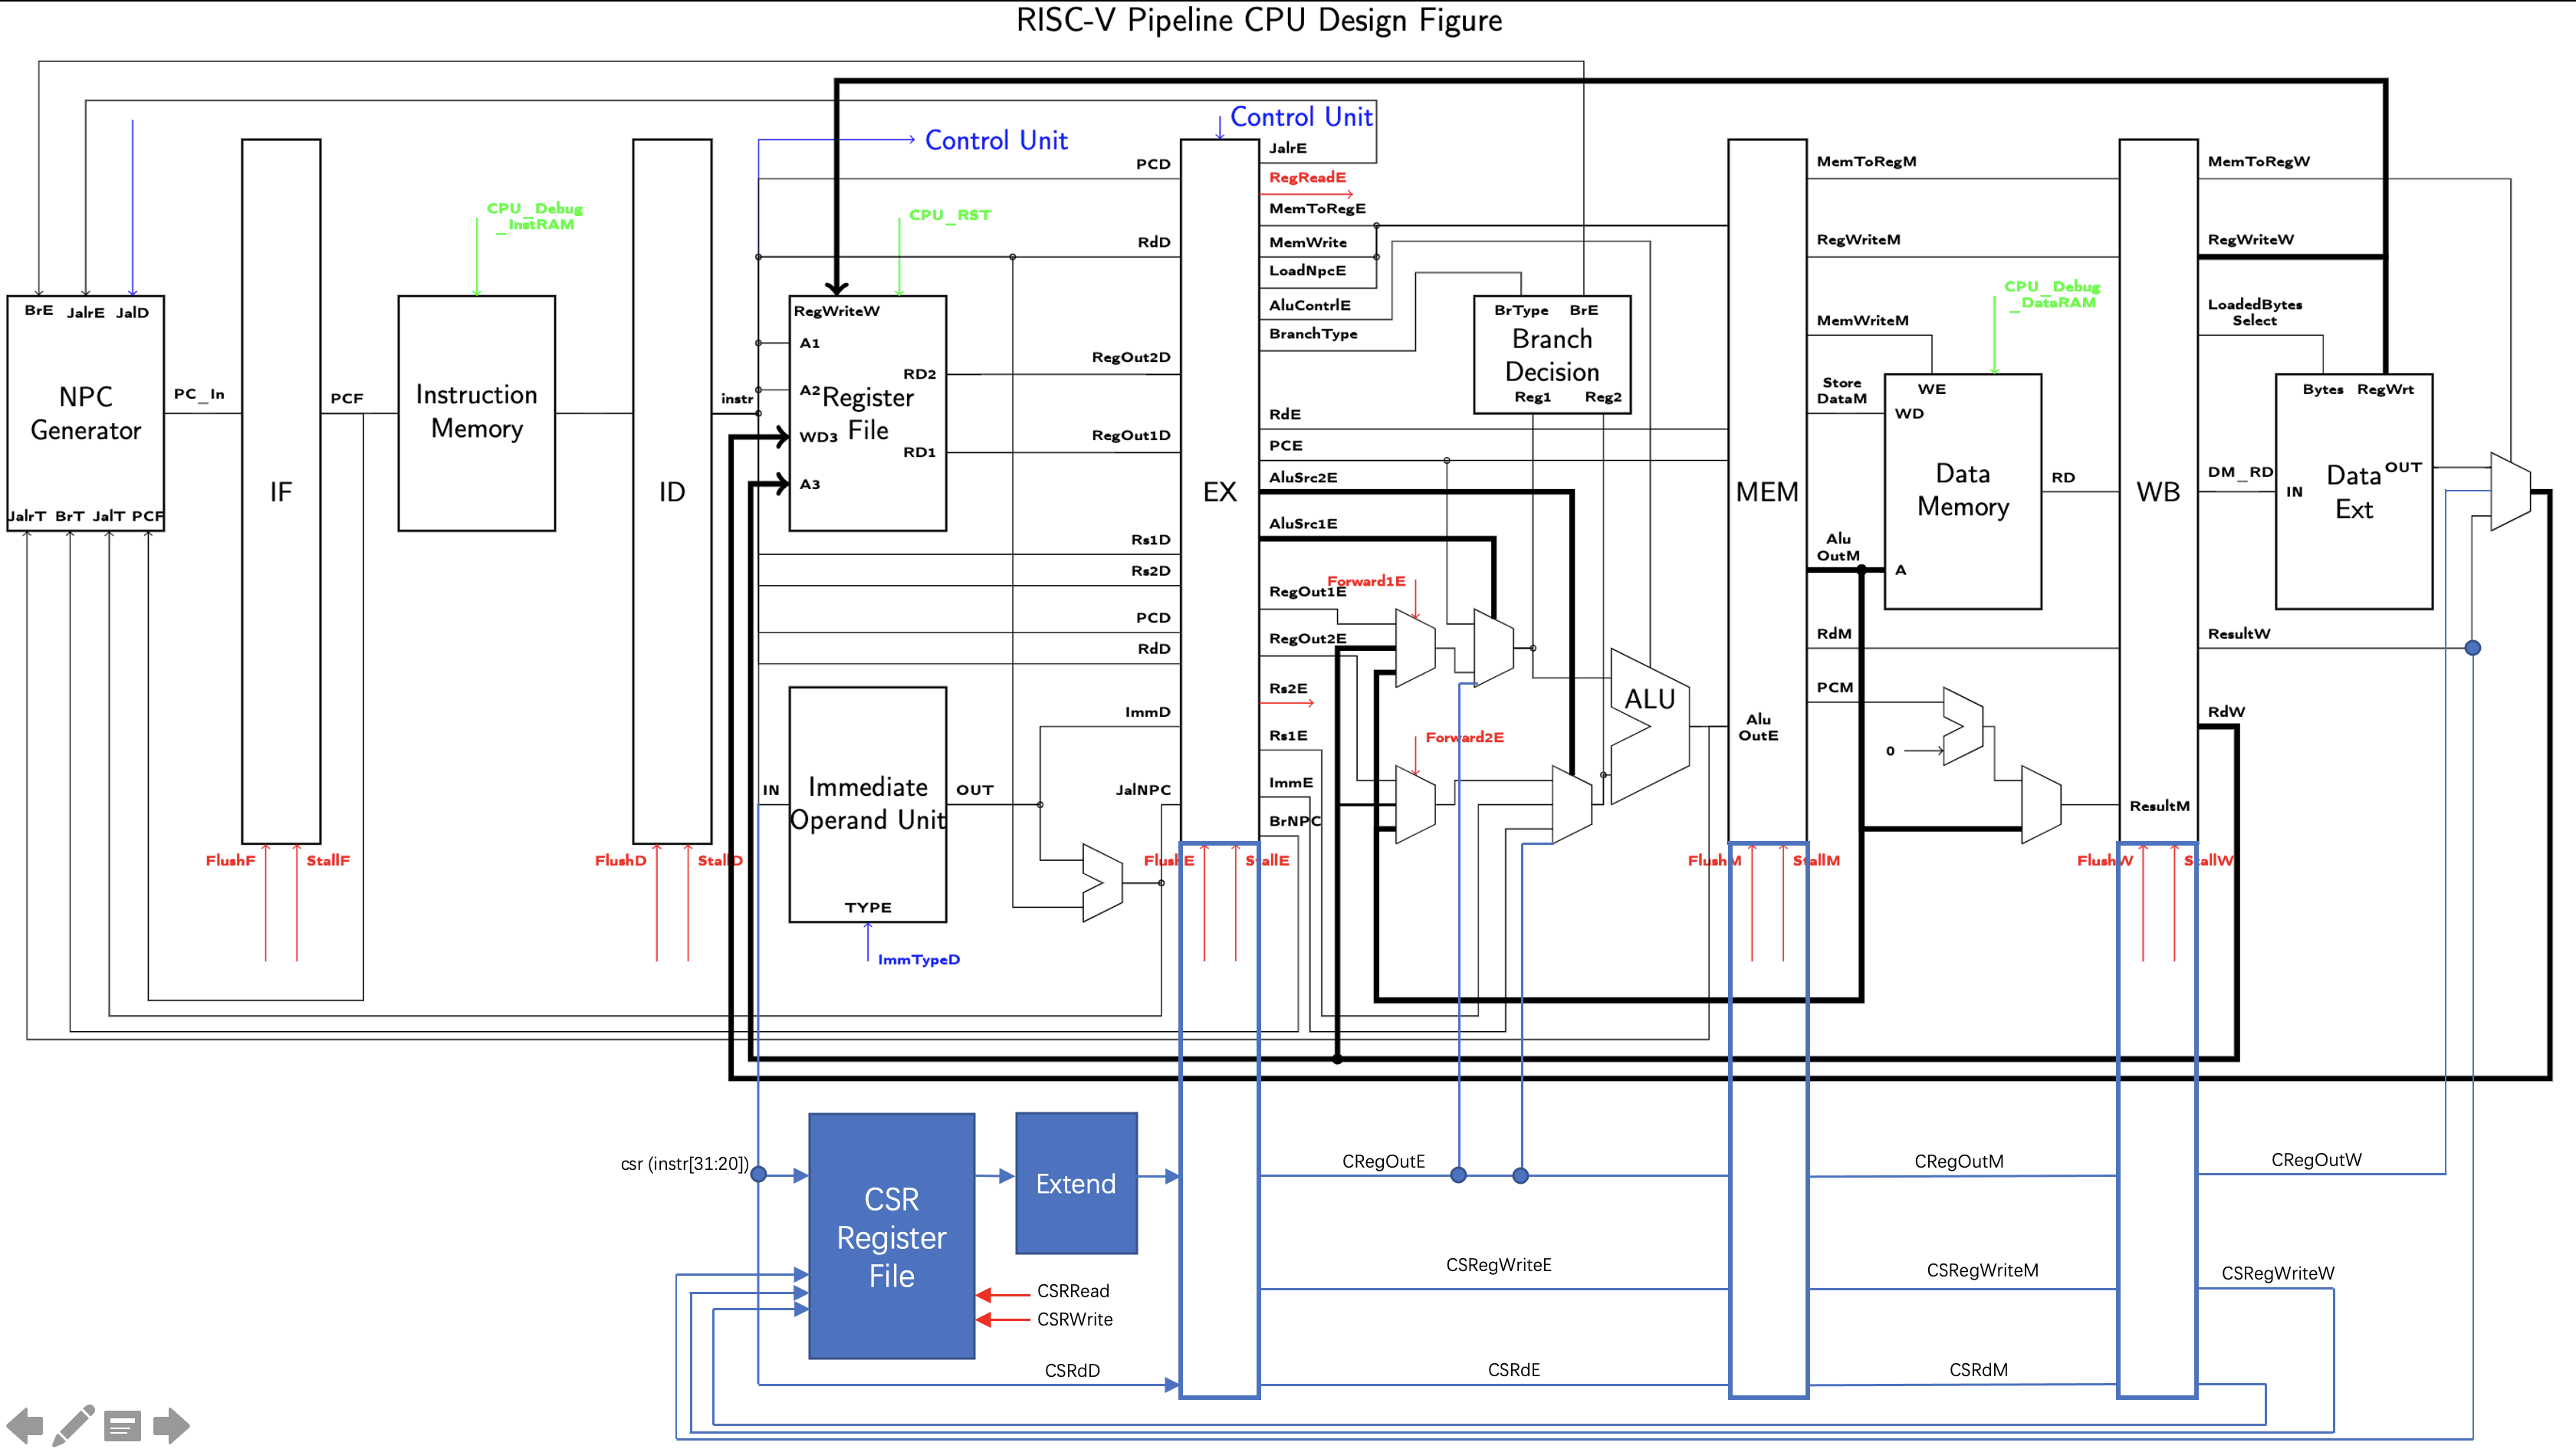 RISC-V Pipeline CPU Design Figure
BrE JalrE JalD
NPC
Generator
JalrT BrT JalT PCF
PC_In
IF
FlushF StallF
PCF
CPU_Debug
_InstRAM
Instruction
Memory
ID
FlushD StallD
instr
Control Unit
CPU_RST
RegWriteW
A1
A2
WD3
A3
Register
File
RD2
RD1
PCD
RdD
RegOut2D
RegOut1D
Rs1D
Rs2D
PCD
RdD
ImmD
JalNPC
IN
Immediate
Operand Unit
OUT
TYPE
ImmTypeD
Control Unit
EX
FlushE StallE
JalrE
RegReadE
MemToRegE
MemWrite
LoadNpcE
AluContrlE
BranchType
RdE
PCE
AluSrc2E
AluSrc1E
RegOut1E
RegOut2E
Rs2E
Rs1E
ImmE
BrNPC
Forward1E
Forward2E
BrType BrE
Branch
Decision
Reg1 Reg2
ALU
MEM
Alu
OutE
FlushM StallM
MemToRegM
RegWriteM
MemWriteM
Store
DataM
Alu
OutM
RdM
PCM
0
CPU_Debug
_DataRAM
WE
WD
Data
Memory
A
RD
WB
ResultM
FlushW StallW
MemToRegW
RegWriteW
LoadedBytes
Select
DM_RD
ResultW
RdW
Bytes RegWrt
IN
Data
Ext
OUT
csr (instr[31:20])
CSR
Register
File
Extend
CSRRead
CSRWrite
CSRdD
CRegOutE
CSRegWriteE
CSRdE
CRegOutM
CSRegWriteM
CSRdM
CRegOutW
CSRegWriteW